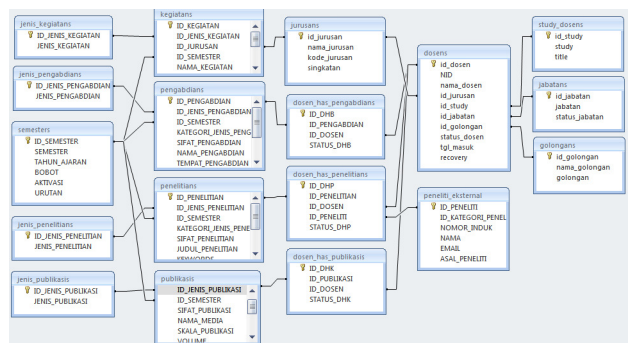 jenis_kegiatans
ID_JENIS_KEGIATAN
JENIS_KEGIATAN
jenis_pengabdians
ID_JENIS_PENGABDIAN
JENIS_PENGABDIAN
semesters
ID_SEMESTER
SEMESTER
TAHUN_AJARAN
BOBOT
AKTIVASI
URUTAN
jenis_penelitians
ID_JENIS_PENELITIAN
JENIS_PENELITIAN
jenis_publikasis
ID_JENIS_PUBLIKASI
JENIS_PUBLIKASI
kegiatans
ID_KEGIATAN
ID_JENIS_KEGIATAN
ID_JURUSAN
ID_SEMESTER
NAMA_KEGIATAN
pengabdians
ID_PENGABDIAN
ID_JENIS_PENGABDIAN
ID_SEMESTER
KATEGORI_JENIS_PENG
SIFAT_PENGABDIAN
NAMA_PENGABDIAN
TEMPAT_PENGABDIAN
penelitians
ID_PENELITIAN
ID_JENIS_PENELITIAN
ID_SEMESTER
KATEGORI_JENIS_PENE
SIFAT_PENELITIAN
JUDUL_PENELITIAN
KEYWORDS
publikasis
ID_JENIS_PUBLIKASI
ID_SEMESTER
SIFAT_PUBLIKASI
NAMA_MEDIA
SKALA_PUBLIKASI
VOLUME
jurusans
id_jurusan
nama_jurusan
kode_jurusan
singkatan
dosen_has_pengabdians
ID_DHB
ID_PENGABDIAN
ID_DOSEN
STATUS_DHB
dosen_has_penelitians
ID_DHP
ID_PENELITIAN
ID_DOSEN
ID_PENELITI
STATUS_DHP
dosen_has_publikasis
ID_DHK
ID_PUBLIKASI
ID_DOSEN
STATUS_DHK
dosens
id_dosen
NID
nama_dosen
id_jurusan
id_study
id_jabatan
id_golongan
status_dosen
tgl_masuk
recovery
peneliti_eksternal
ID_PENELITI
ID_KATEGORI_PENEL
NOMOR_INDUK
NAMA
EMAIL
ASAL_PENELITI
study_dosens
id_study
study
title
jabatans
id_jabatan
jabatan
status_jabatan
golongans
id_golongan
nama_golongan
golongan